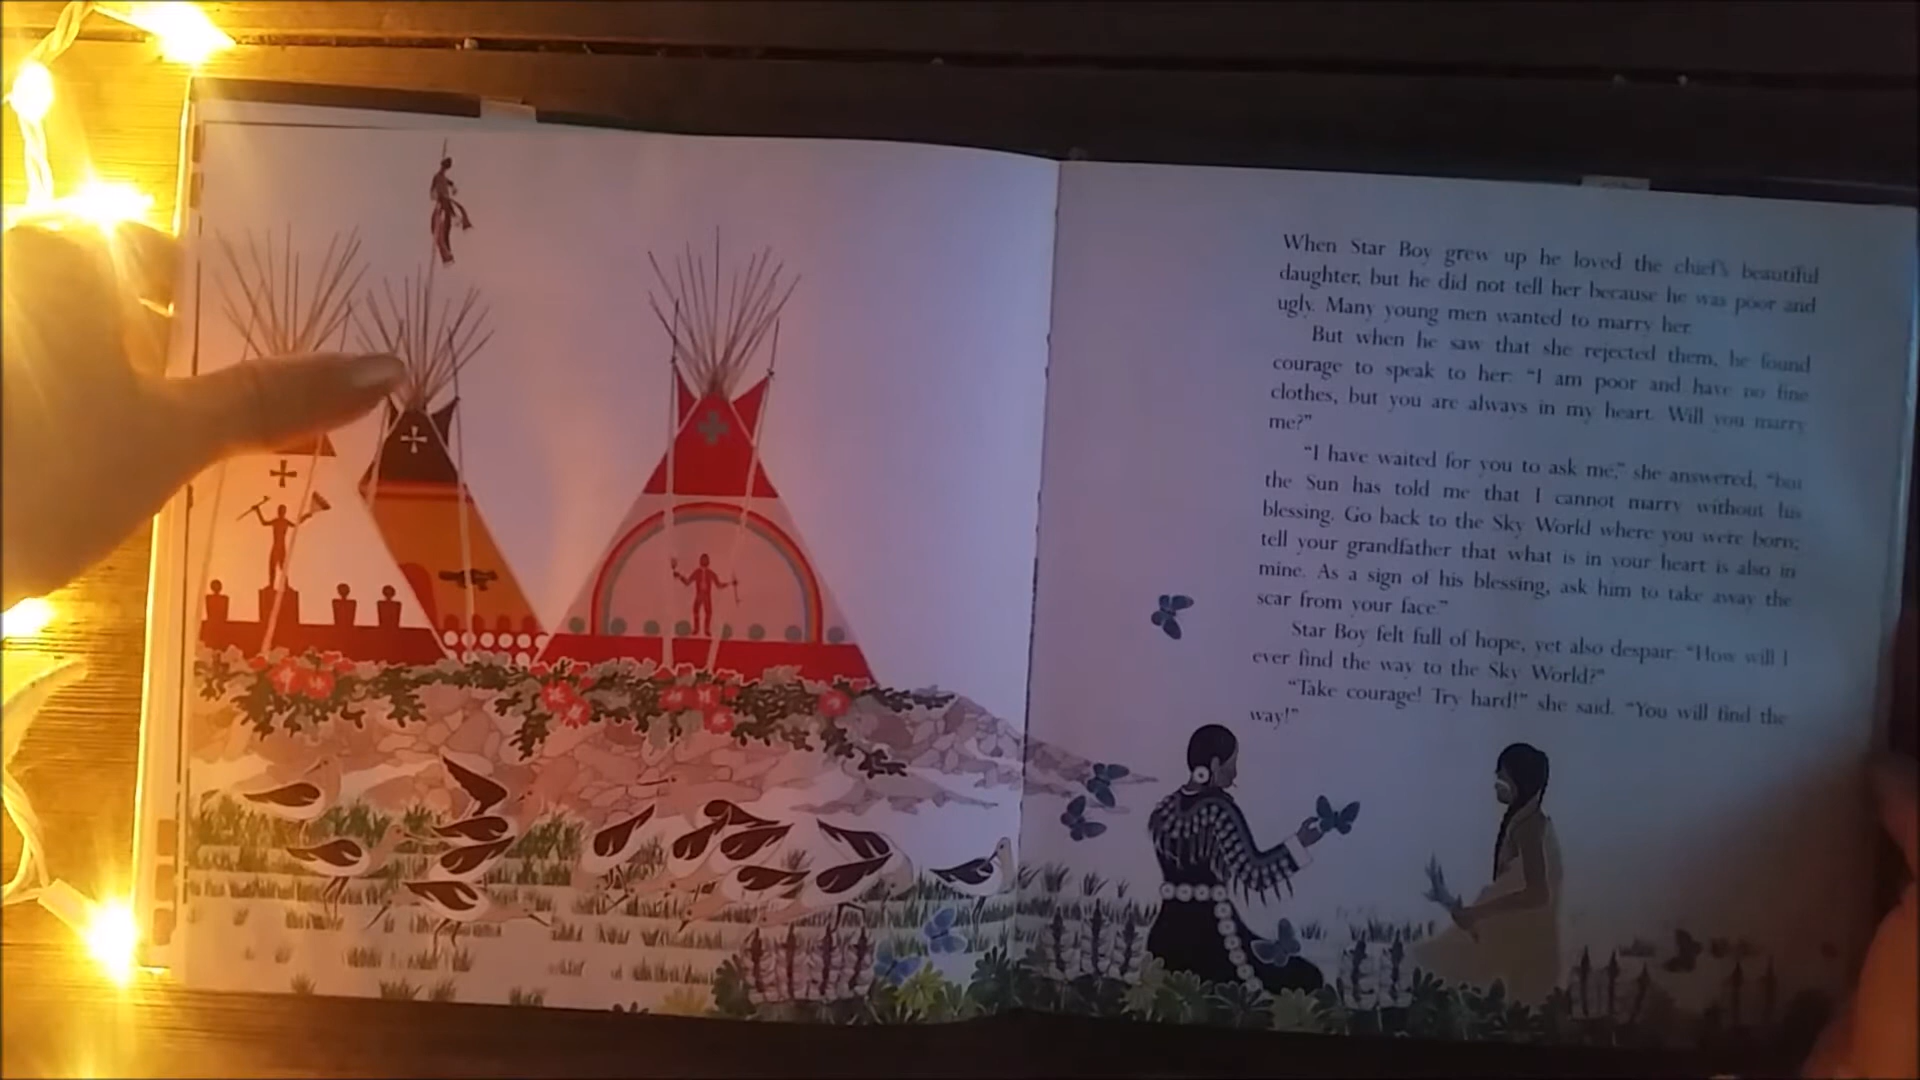 When Star Boy grew up he loved the chief's beautiful
daughter, but he did not tell her because he was poor and
ugly. Many young men wanted to marry her.
But when he saw that she rejected them, he found
courage to speak to her: “I am poor and have no fine
clothes, but you are always in my heart. Will you marry
me?”
“I have waited for you to ask me,” she answered, “but
the Sun has told me that I cannot marry without his
blessing. Go back to the Sky World where you were born;
tell your grandfather that what is in your heart is also in
mine. As a sign of his blessing, ask him to take away the
scar from your face.”
Star Boy felt full of hope, yet also despair: “How will I
ever find the way to the Sky World?”
“Take courage! Try hard!” she said. “You will find the
way!”